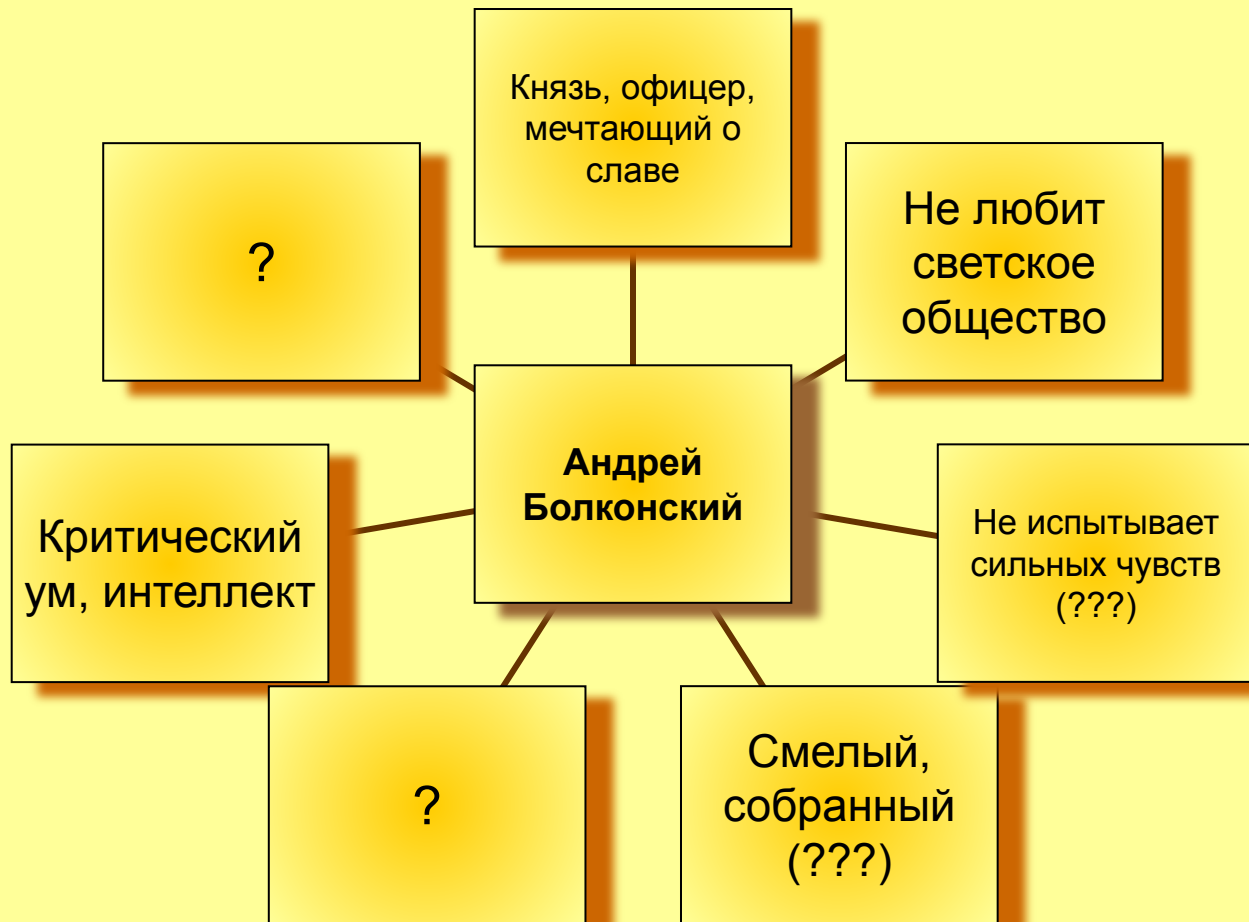 Князь, офицер,
мечтающий о
славе
?
Не любит
светское
общество
Андрей
Болконский
Критический
ум, интеллект
Не испытывает
сильных чувств
(???)
?
Смелый,
собранный
(???)